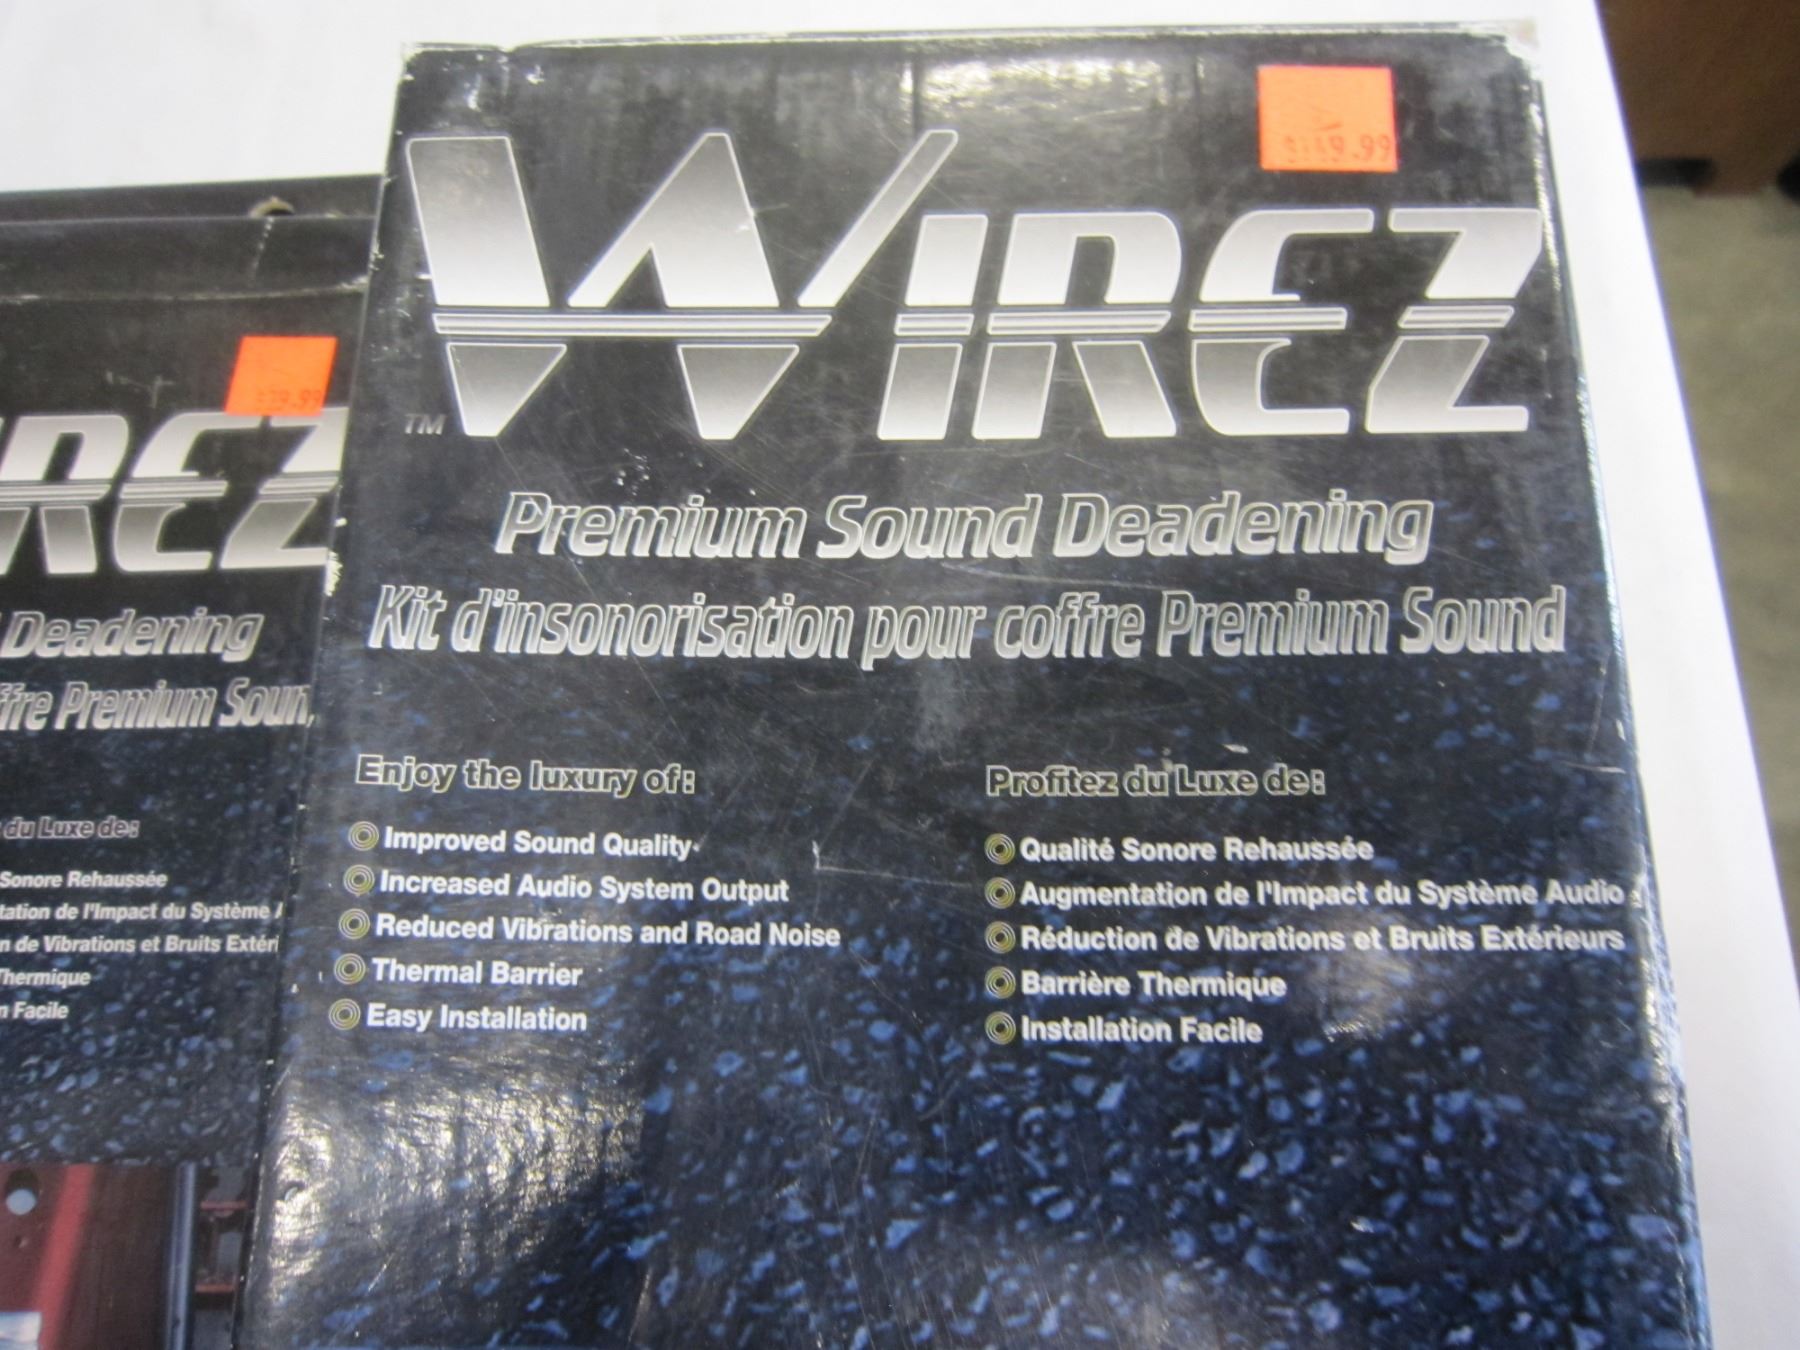 $149.99
WIREZ
TM
Premium Sound Deadening
Kit d'insonorisation pour coffre Premium Sound
Enjoy the luxury of:
Improved Sound Quality
Increased Audio System Output
Reduced Vibrations and Road Noise
Thermal Barrier
Easy Installation
Profitez du Luxe de:
Qualité Sonore Rehaussée
Augmentation de l'Impact du Système Audio
Réduction de Vibrations et Bruits Extérieurs
Barrière Thermique
Installation Facile
REZ
Deadening
ffre Premium Soun
du Luxe de:
Sonore Rehaussée
tation de l'Impact du Système A
n de Vibrations et Bruits Extéri
Thermique
n Facile